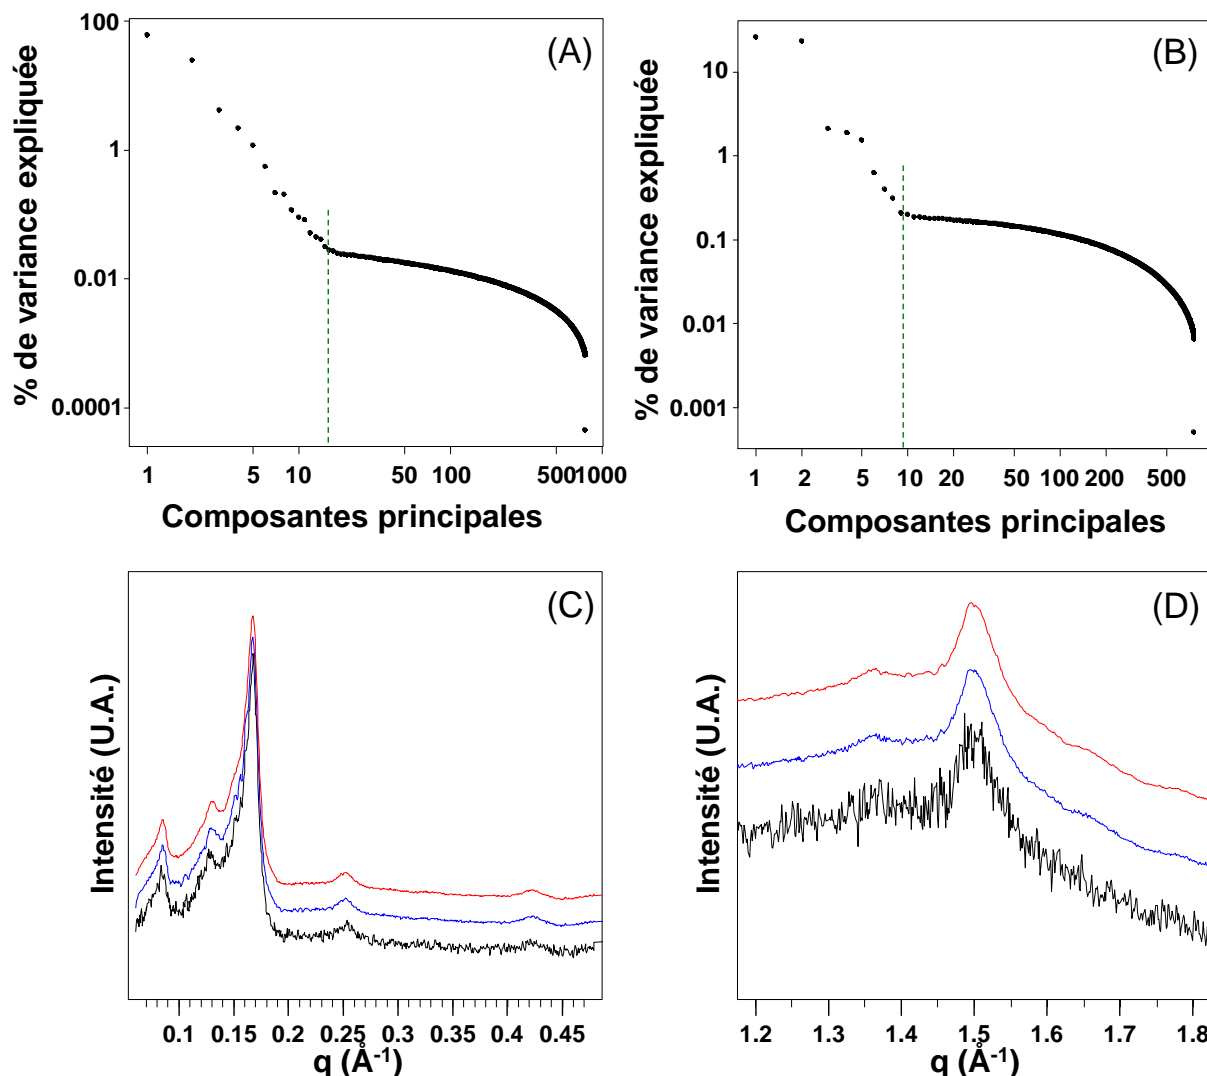 (A)
% de variance expliquée
100
1
0.01
0.0001
1 5 10 50 100 500 1000
Composantes principales
(B)
% de variance expliquée
10
1
0.1
0.01
0.001
1 2 5 10 20 50 100 200 500
Composantes principales
(C)
Intensité (U.A.)
0.1 0.15 0.2 0.25 0.3 0.35 0.4 0.45
q (Å-1)
(D)
Intensité (U.A.)
1.2 1.3 1.4 1.5 1.6 1.7 1.8
q (Å-1)